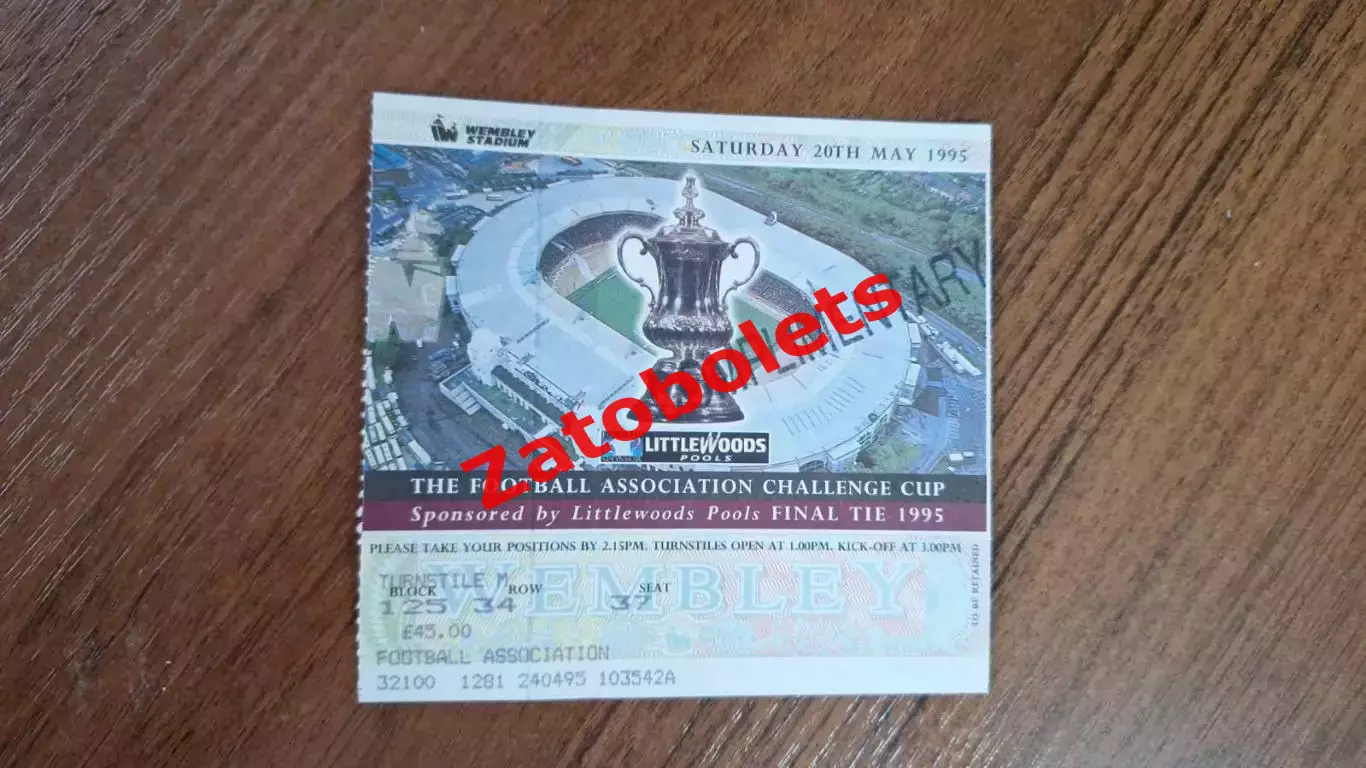 WEMBLEY
STADIUM
SATURDAY 20TH MAY 1995
COMPLIMENTARY
Zatobolets
SPONSOR
LITTLEWOODS
POOLS
THE FOOTBALL ASSOCIATION CHALLENGE CUP
Sponsored by Littlewoods Pools FINAL TIE 1995
PLEASE TAKE YOUR POSITIONS BY 2.15PM. TURNSTILES OPEN AT 1.00PM. KICK-OFF AT 3.00PM
WEMBLEY
TURNSTILE M
BLOCK ROW SEAT
125 34 37
£45.00
FOOTBALL ASSOCIATION
32100 1281 240495 103542A
TO BE RETAINED